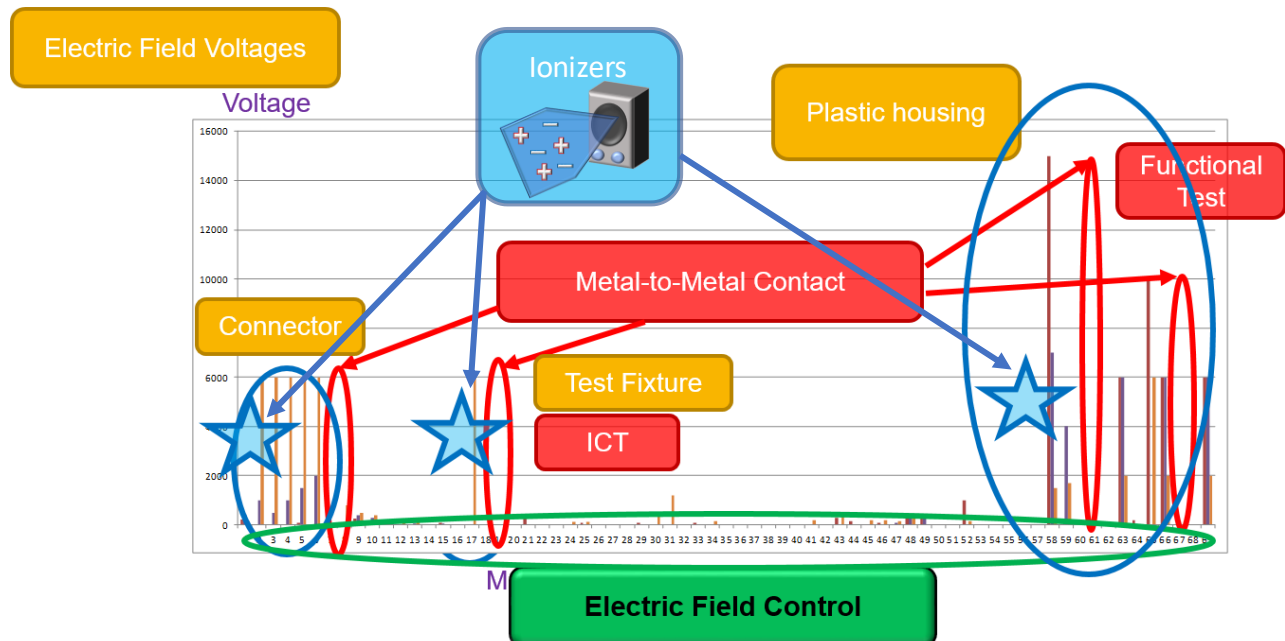 Electric Field Voltages
Ionizers
Voltage
Plastic housing
16000
14000
Functional
Test
12000
10000
Metal-to-Metal Contact
8000
Connector
6000
Test Fixture
ICT
2000
0
3 4 5 9 10 11 12 13 14 15 16 17 18 20 21 22 23 24 25 26 27 28 29 30 31 32 33 34 35 36 37 38 39 40 41 42 43 44 45 46 47 48 49 50 51 52 53 54 55 56 57 58 59 60 61 62 63 64 65 66 67 68
M
Electric Field Control